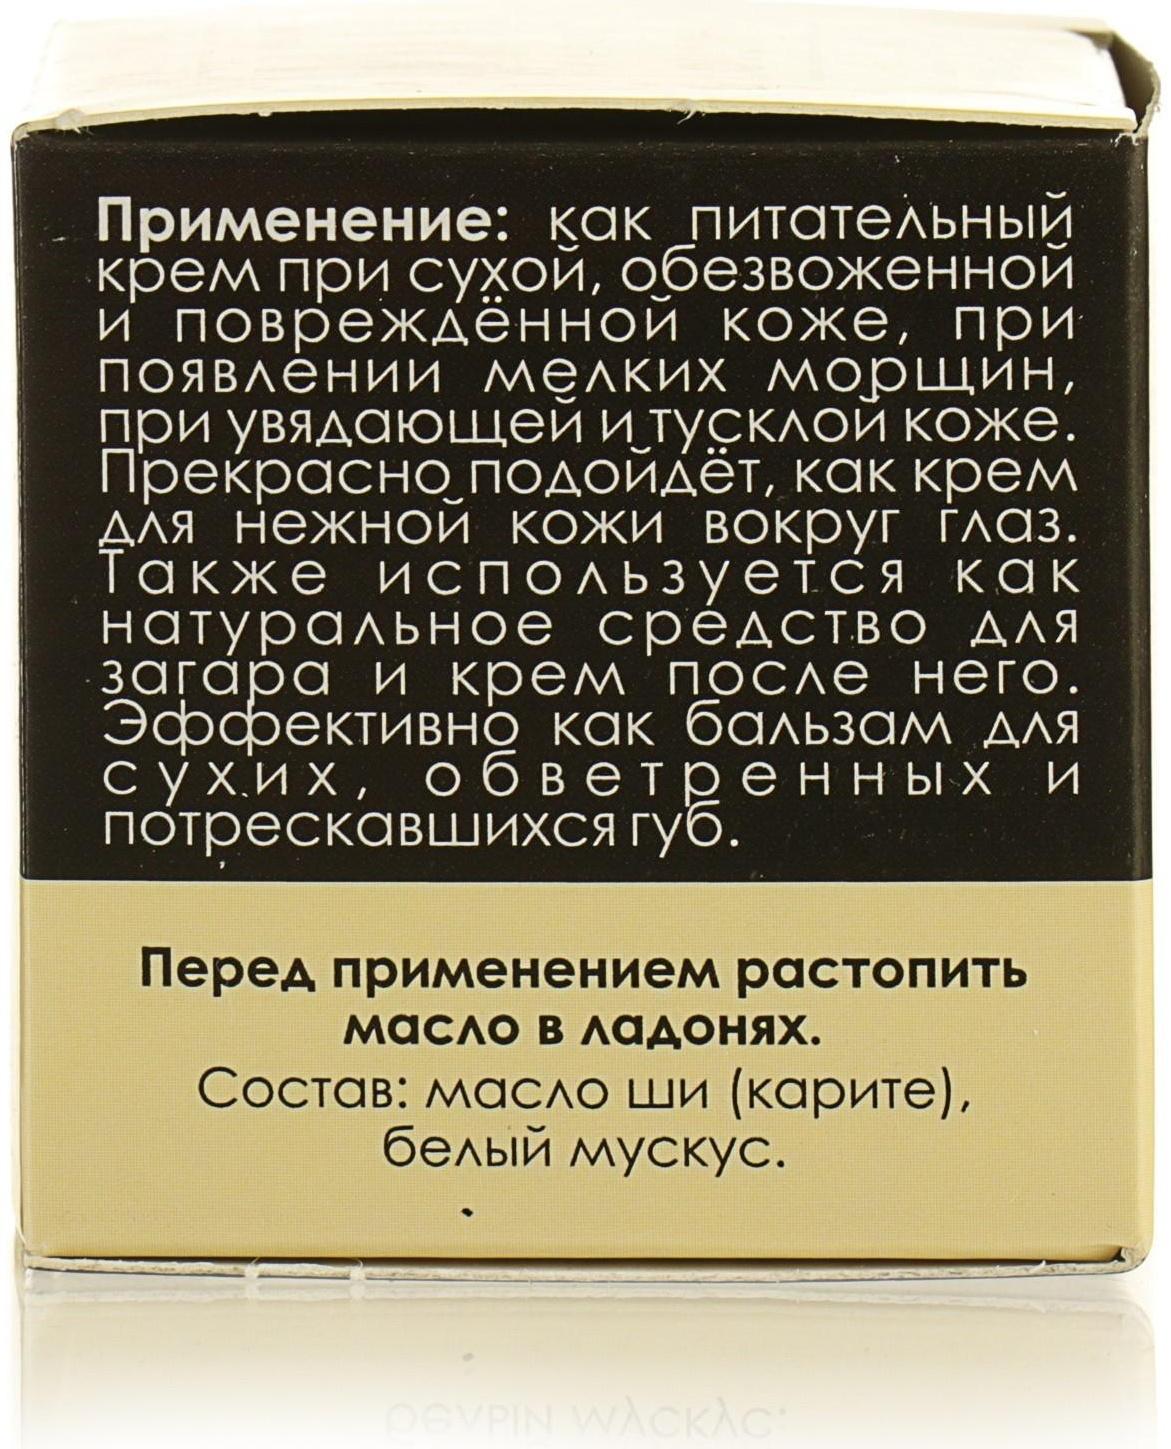 Применение: как питательный
крем при сухой, обезвоженной
и повреждённой коже, при
появлении мелких морщин,
при увядающей и тусклой коже.
Прекрасно подойдёт, как крем
для нежной кожи вокруг глаз.
Также используется как
натуральное средство для
загара и крем после него.
Эффективно как бальзам для
сухих, обветренных и
потрескавшихся губ.
Перед применением растопить
масло в ладонях.
Состав: масло ши (карите),
белый мускус.